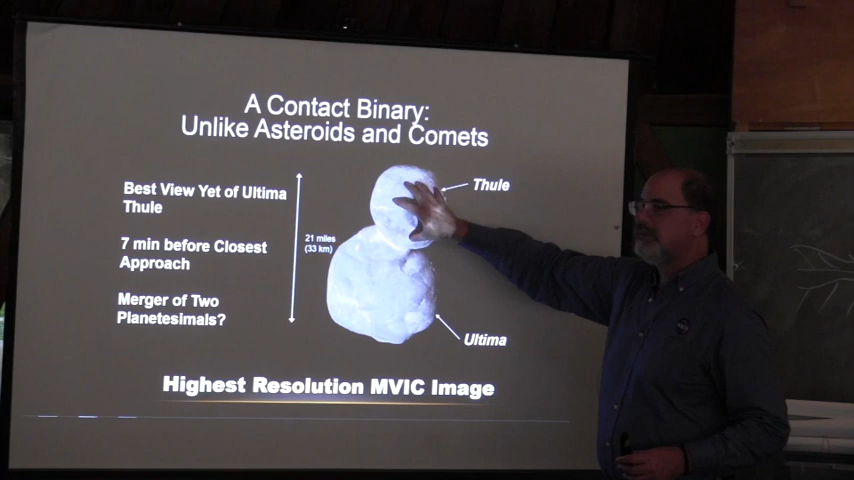 A Contact Binary:
Unlike Asteroids and Comets
Best View Yet of Ultima
Thule
7 min before Closest
Approach
Merger of Two
Planetesimals?
21 miles
(33 km)
Thule
Ultima
Highest Resolution MVIC Image